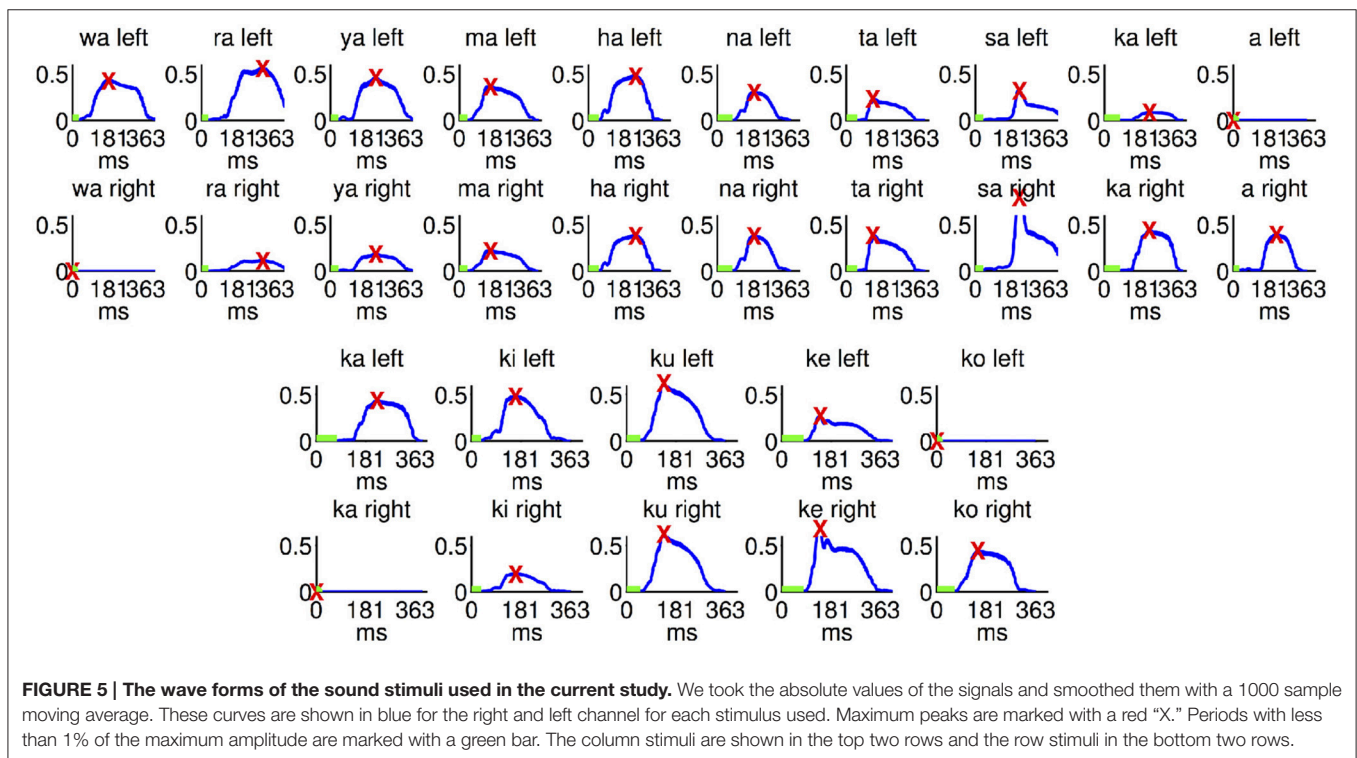 wa left ra left ya left ma left ha left na left ta left sa left ka left a left
0.5 0.5 0.5 0.5 0.5 0.5 0.5 0.5 0.5 0.5
0 0 0 0 0 0 0 0 0 0
0 181363 0 181363 0 181363 0 181363 0 181363 0 181363 0 181363 0 181363 0 181363 0 181363
ms ms ms ms ms ms ms ms ms ms
wa right ra right ya right ma right ha right na right ta right sa right ka right a right
0.5 0.5 0.5 0.5 0.5 0.5 0.5 0.5 0.5 0.5
0 0 0 0 0 0 0 0 0 0
0 181363 0 181363 0 181363 0 181363 0 181363 0 181363 0 181363 0 181363 0 181363 0 181363
ms ms ms ms ms ms ms ms ms ms
ka left ki left ku left ke left ko left
0.5 0.5 0.5 0.5 0.5
0 0 0 0 0
0 181 363 0 181 363 0 181 363 0 181 363 0 181 363
ms ms ms ms ms
ka right ki right ku right ke right ko right
0.5 0.5 0.5 0.5 0.5
0 0 0 0 0
0 181 363 0 181 363 0 181 363 0 181 363 0 181 363
ms ms ms ms ms
FIGURE 5 | The wave forms of the sound stimuli used in the current study. We took the absolute values of the signals and smoothed them with a 1000 sample
moving average. These curves are shown in blue for the right and left channel for each stimulus used. Maximum peaks are marked with a red “X.” Periods with less
than 1% of the maximum amplitude are marked with a green bar. The column stimuli are shown in the top two rows and the row stimuli in the bottom two rows.